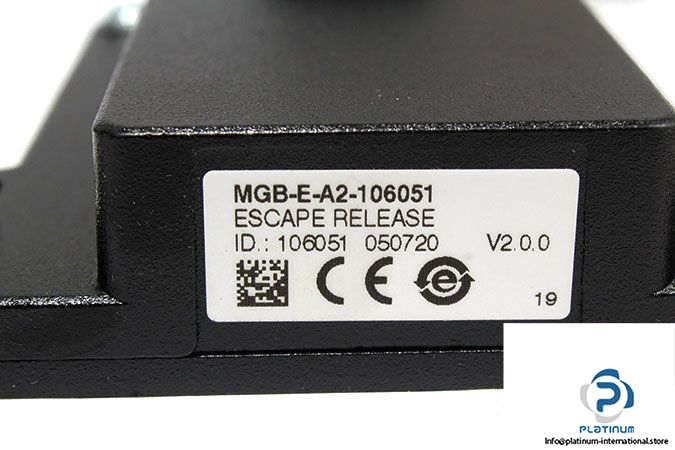 MGB-E-A2-106051
ESCAPE RELEASE
ID.: 106051 050720 V2.0.0
CE e
19
P
PLATINUM
Info@platinum-international.store